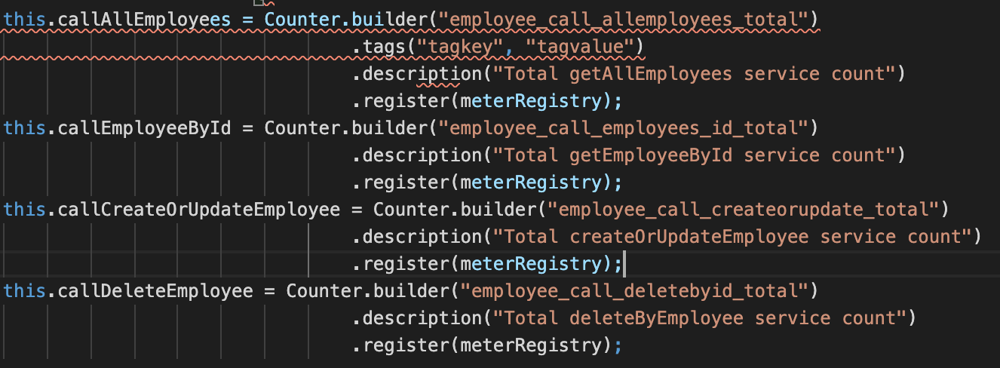 this.callAllEmployees = Counter.builder("employee_call_allemployees_total")
.tags("tagkey", "tagvalue")
.description("Total getAllEmployees service count")
.register(meterRegistry);
this.callEmployeeById = Counter.builder("employee_call_employees_id_total")
.description("Total getEmployeeById service count")
.register(meterRegistry);
this.callCreateOrUpdateEmployee = Counter.builder("employee_call_createorupdate_total")
.description("Total createOrUpdateEmployee service count")
.register(meterRegistry);
this.callDeleteEmployee = Counter.builder("employee_call_deletebyid_total")
.description("Total deleteByEmployee service count")
.register(meterRegistry);